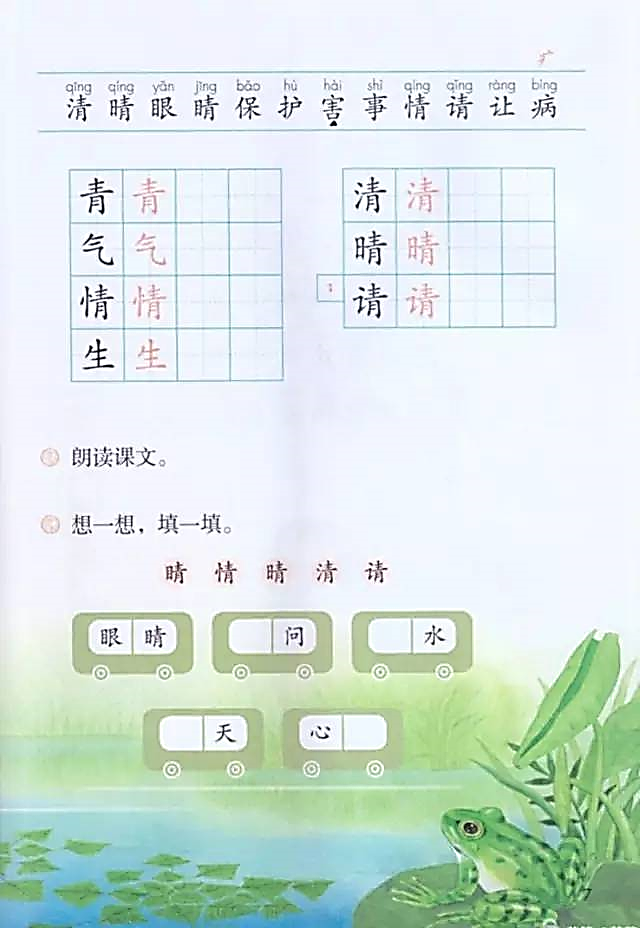 疒
qīng qíng yǎn jīng bǎo hù hài shì qíng qǐng ràng bìng
清 晴 眼 睛 保 护 害 事 情 请 让 病
青 青
气 气
情 情
生 生
清 清
晴 晴
讠 请 请
朗读课文。
想一想，填一填。
睛 情 晴 清 请
眼 睛 问 水
天 心
7